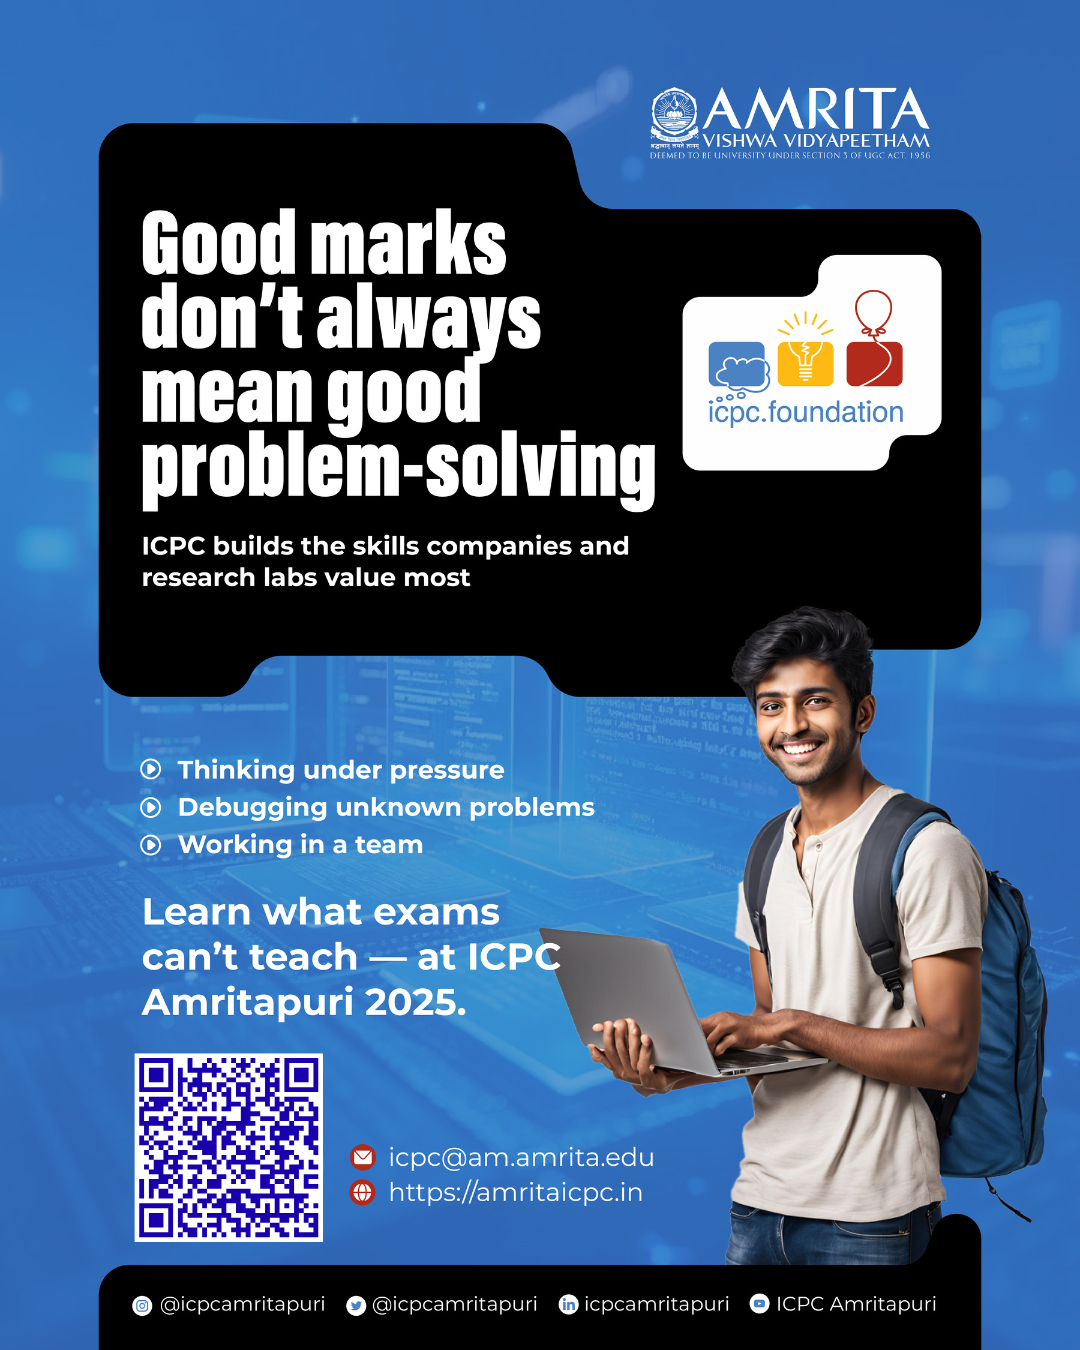 AMRITA
VISHWA VIDYAPEETHAM
DEEMED TO BE UNIVERSITY UNDER SECTION 3 OF UGC ACT, 1956
श्रद्धावान् लभते ज्ञानम्
Good marks
don't always
mean good
problem-solving
icpc.foundation
ICPC builds the skills companies and
research labs value most
Thinking under pressure
Debugging unknown problems
Working in a team
Learn what exams
can't teach — at ICPC
Amritapuri 2025.
icpc@am.amrita.edu
https://amritaicpc.in
@icpcamritapuri
@icpcamritapuri
icpcamritapuri
ICPC Amritapuri